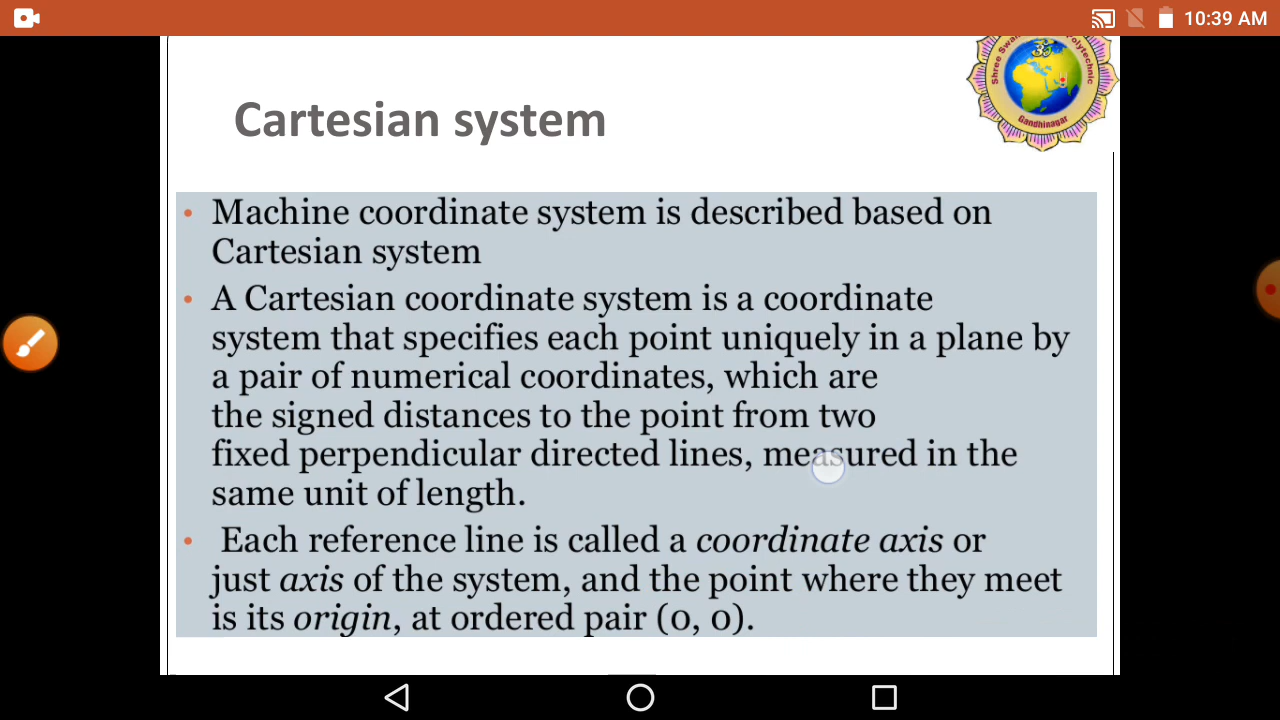 10:39 AM
Shree Swa Polytechnic
Gandhinagar
Cartesian system
• Machine coordinate system is described based on
Cartesian system
• A Cartesian coordinate system is a coordinate
system that specifies each point uniquely in a plane by
a pair of numerical coordinates, which are
the signed distances to the point from two
fixed perpendicular directed lines, measured in the
same unit of length.
• Each reference line is called a coordinate axis or
just axis of the system, and the point where they meet
is its origin, at ordered pair (0, 0).